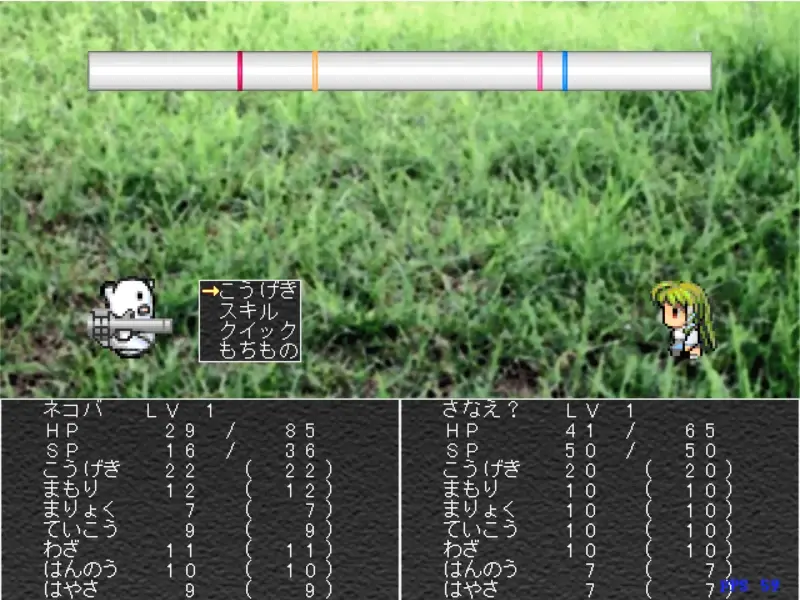 こうげき
スキル
クイック
もちもの
ネコバ ＬＶ １
ＨＰ ２９ ／ ８５
ＳＰ １６ ／ ３６
こうげき ２２ （ ２２）
まもり １２ （ １２）
まりょく ７ （ ７）
ていこう ９ （ ９）
わざ １１ （ １１）
はんのう １０ （ １０）
はやさ ９ （ ９）
さなえ？ ＬＶ １
ＨＰ ４１ ／ ６５
ＳＰ ５０ ／ ５０
こうげき ２０ （ ２０）
まもり １０ （ １０）
まりょく １０ （ １０）
ていこう １０ （ １０）
わざ １０ （ １０）
はんのう ７ （ ７）
はやさ ７ （ ７）